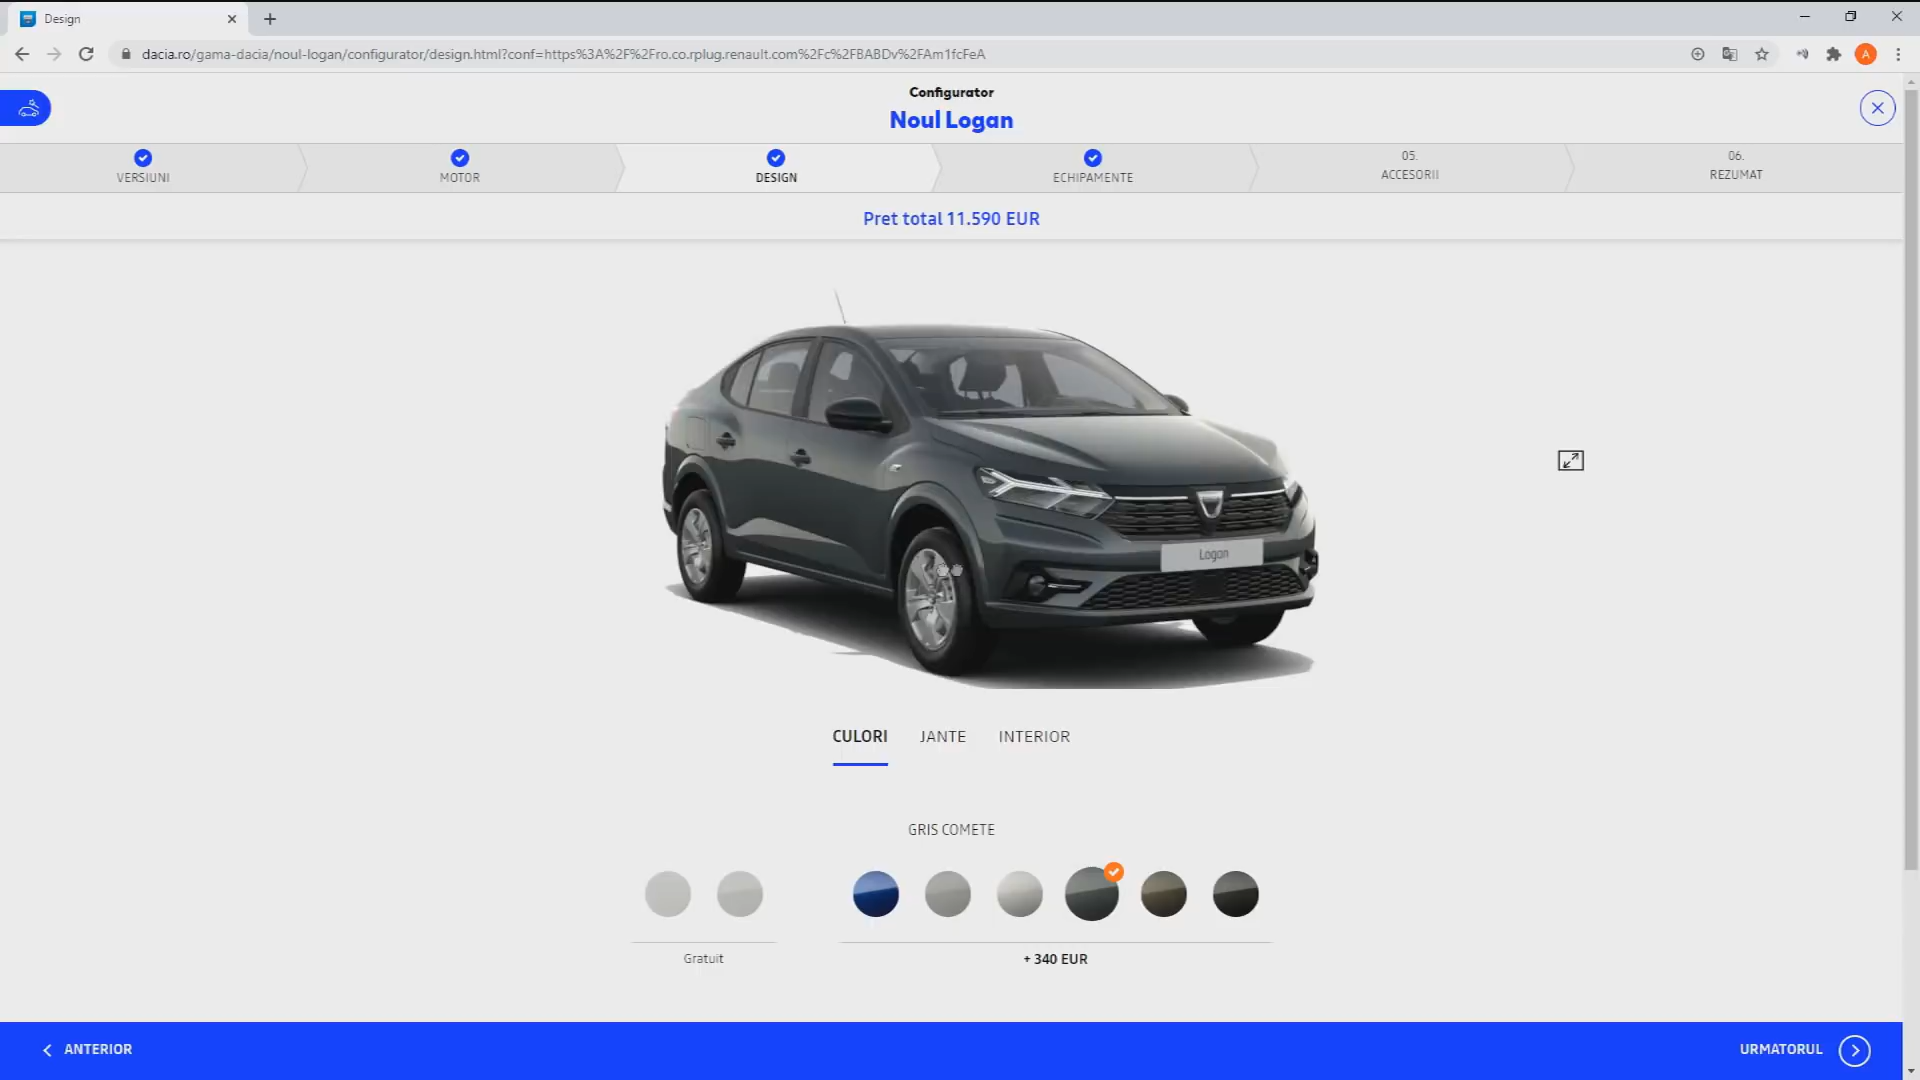 Design
dacia.ro/gama-dacia/noul-logan/configurator/design.html?conf=https%3A%2F%2Fro.co.rplug.renault.com%2Fc%2FBABDv%2FAm1fcFeA
A
Configurator
Noul Logan
VERSIUNI
MOTOR
DESIGN
ECHIPAMENTE
05.
ACCESORII
06.
REZUMAT
Pret total 11.590 EUR
Logan
CULORI
JANTE
INTERIOR
GRIS COMETE
Gratuit
+ 340 EUR
ANTERIOR
URMATORUL